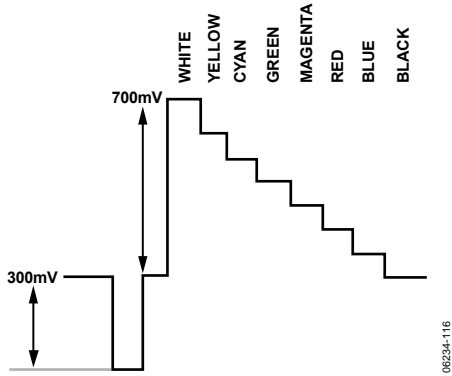 WHITE
YELLOW
CYAN
GREEN
MAGENTA
RED
BLUE
BLACK
700mV
300mV
06234-116